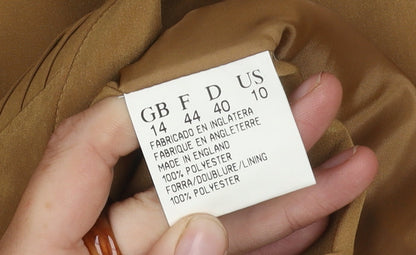 GB F D US
14 44 40 10
FABRICADO EN INGLATERA
FABRIQUE EN ANGLETERRE
MADE IN ENGLAND
100% POLYESTER
FORRA/DOUBLURE/LINING
100% POLYESTER